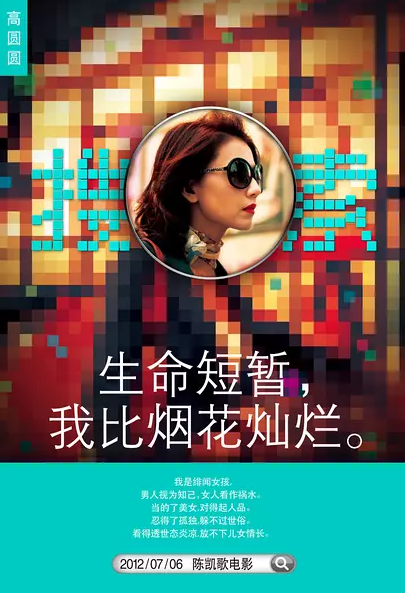 高圆圆
搜索
生命短暂，
我比烟花灿烂。
我是绯闻女孩.
男人视为知己,女人看作祸水。
当的了美女.对得起人品。
忍得了孤独,躲不过世俗。
看得透世态炎凉.放不下儿女情长。
2012/07/06 陈凯歌电影